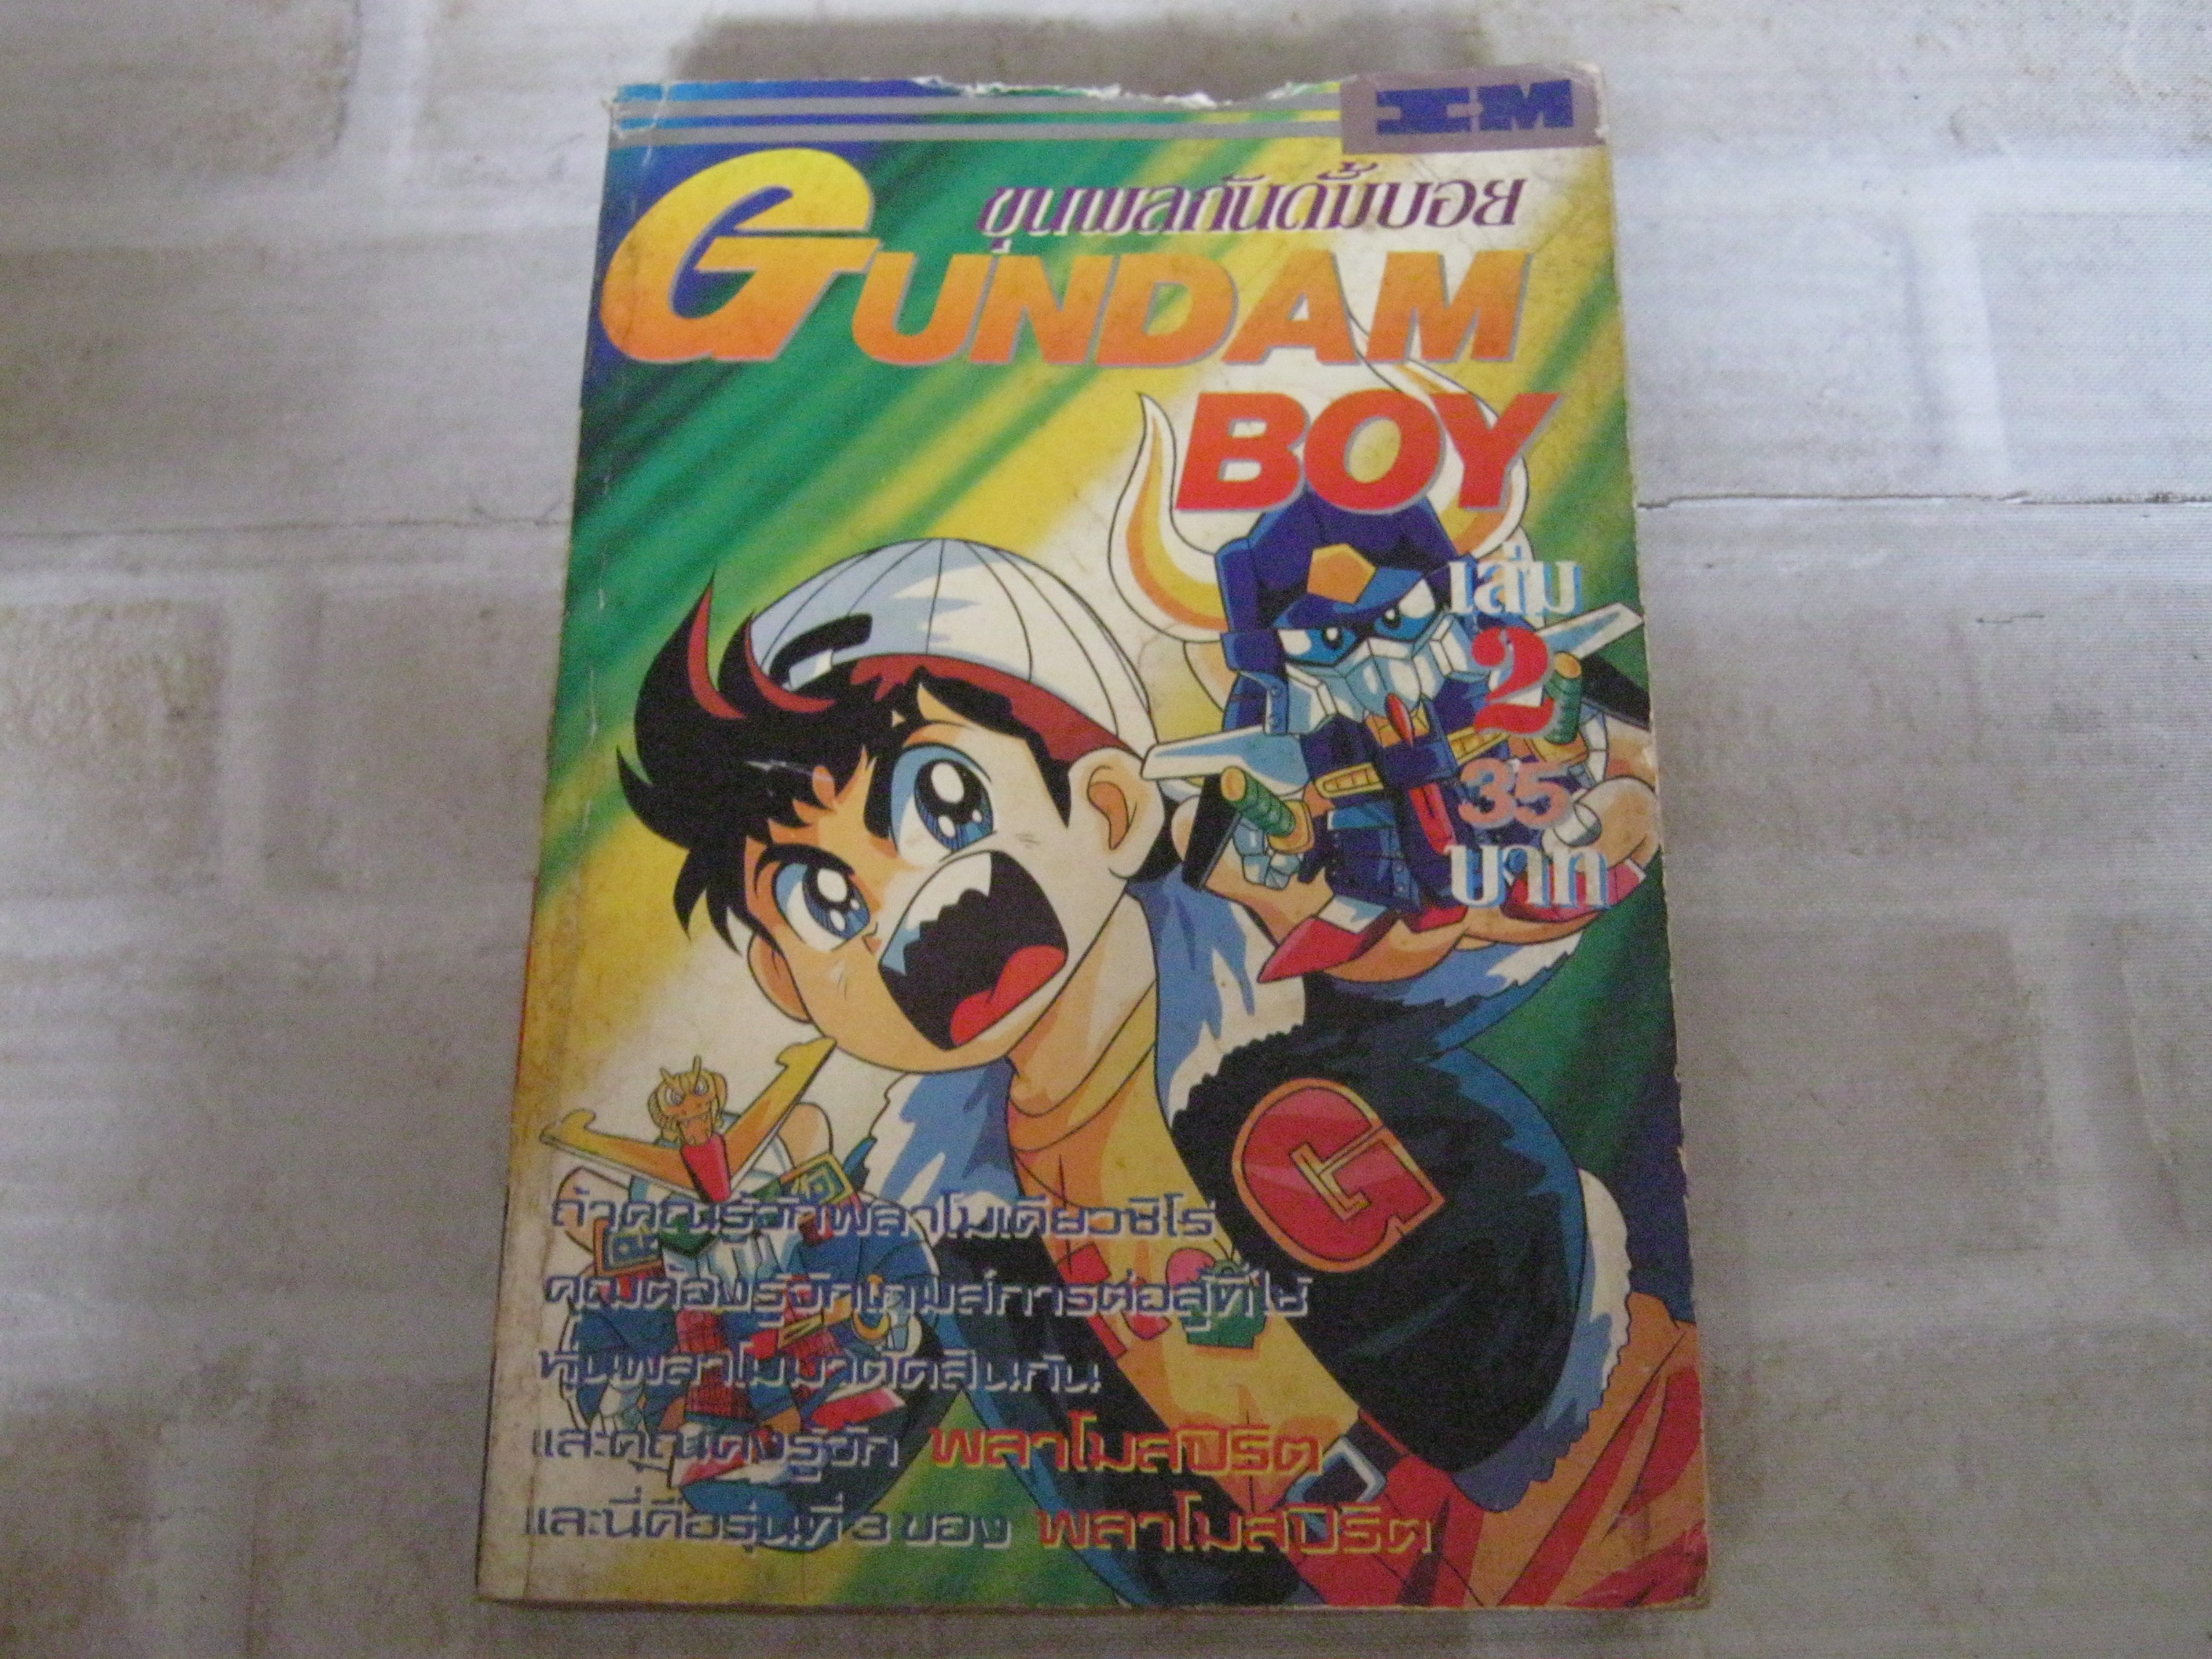 IM
ขุนพลกันดั้มบอย
GUNDAM
BOY
เล่ม
2
35
บาท
G
ถ้าคุณรู้จักพลาโมเคียวชิโร่
คุณต้องรู้จักเกมส์การต่อสู้ที่ใช้
หุ่นพลาโมมาตัดสินกัน
และคุณคงรู้จัก พลาโมสปิริต
และนี่คือรุ่นที่ 3 ของ พลาโมสปิริต